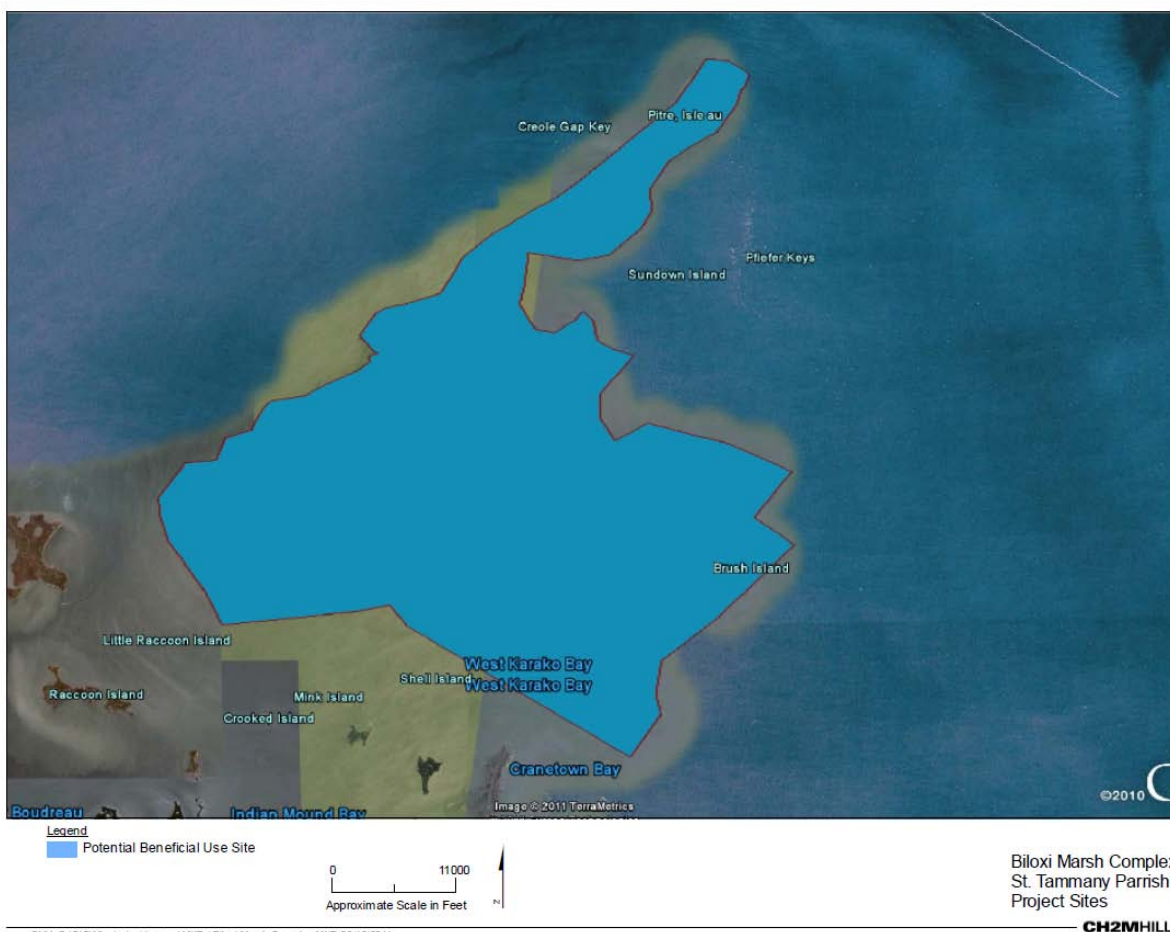 Creole Gap Key
Pitre, Isle au
Sundown Island
Pfiefer Keys
Brush Island
Little Raccoon Island
West Karako Bay
Shell Island
West Karako Bay
Raccoon Island
Mink Island
Crooked Island
Cranetown Bay
Boudreau
Indian Mound Bay
Image © 2011 TerraMetrics
©2010
Legend
Potential Beneficial Use Site
0 11000
Approximate Scale in Feet
N
Biloxi Marsh Complex
St. Tammany Parrish
Project Sites
CH2MHILL